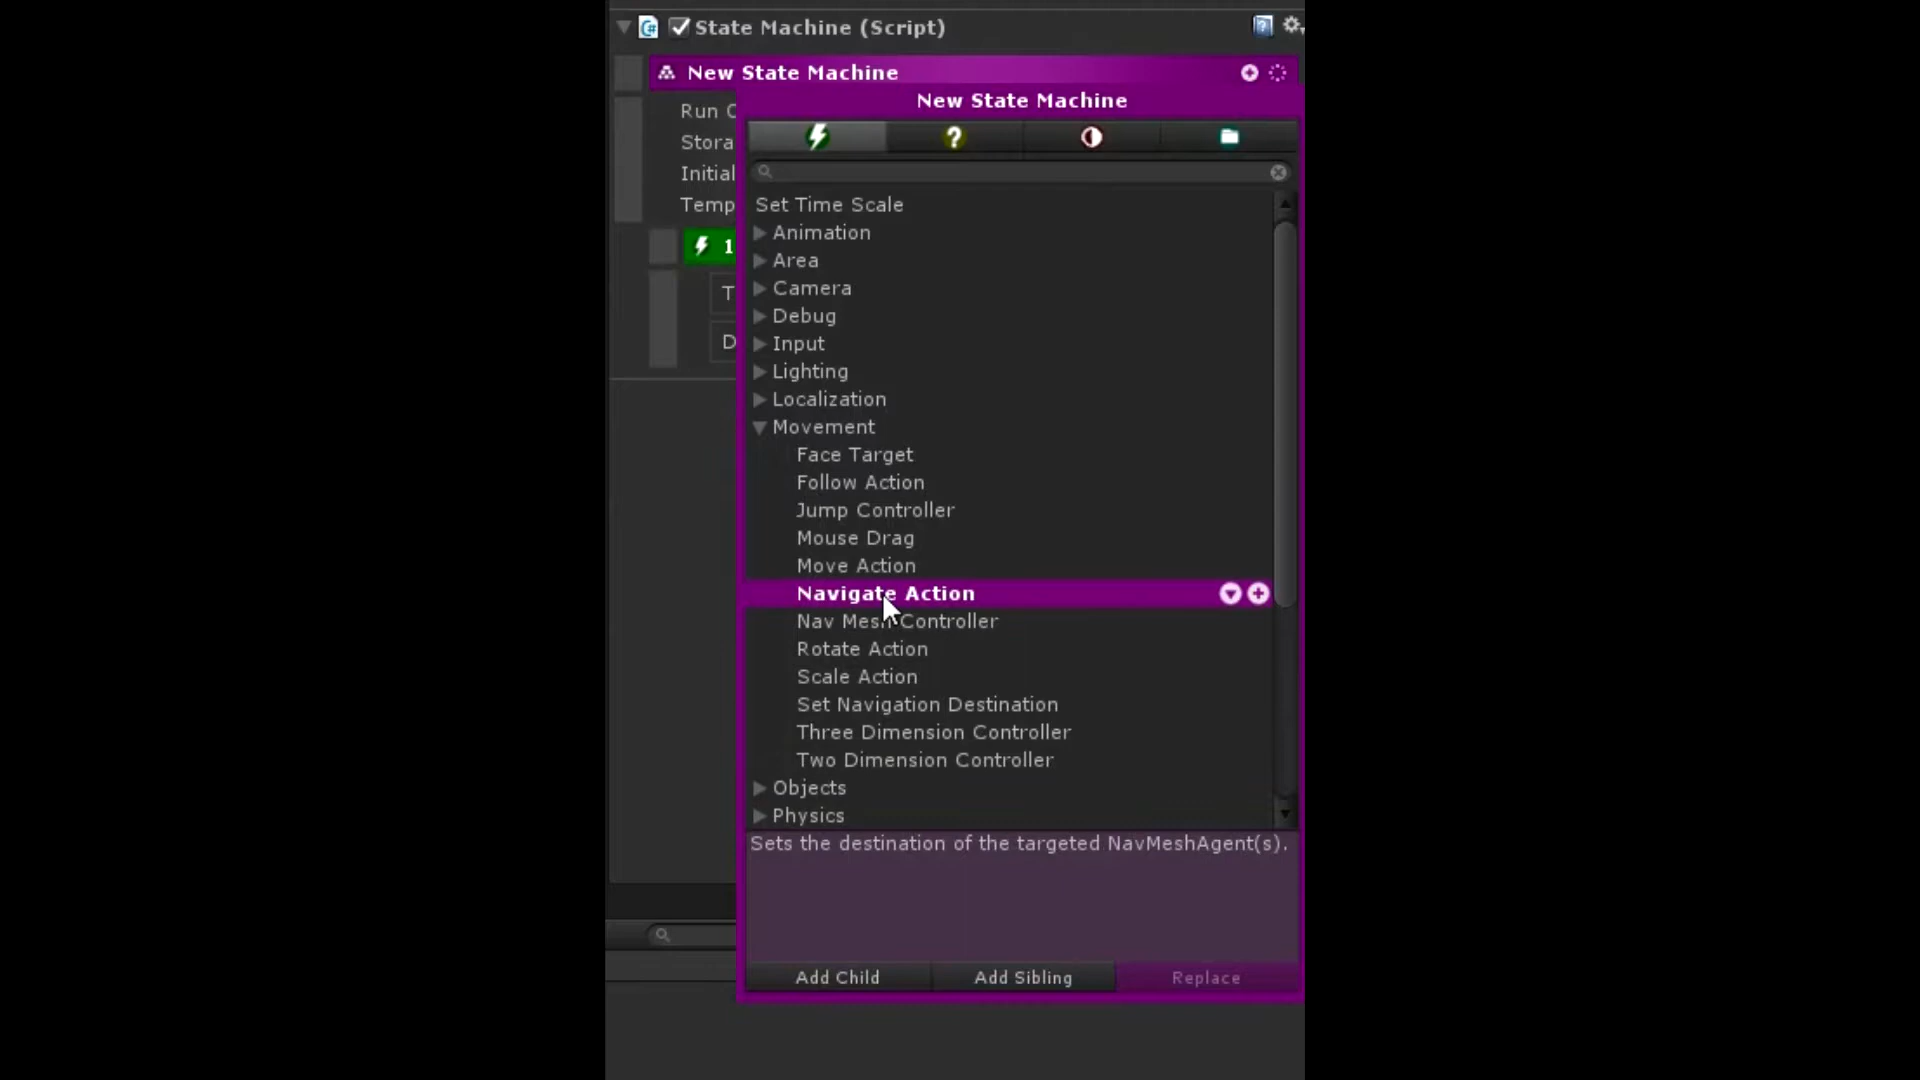 State Machine (Script)
New State Machine
New State Machine
Run
Set Time Scale
Animation
Area
Camera
Debug
1
Input
Lighting
Localization
Movement
Face Target
Follow Action
Jump Controller
Mouse Drag
Move Action
Navigate Action
Nav Mesh Controller
Rotate Action
Scale Action
Set Navigation Destination
Three Dimension Controller
Two Dimension Controller
Objects
Physics
Sets the destination of the targeted NavMeshAgent(s).
Add Child
Add Sibling
Replace